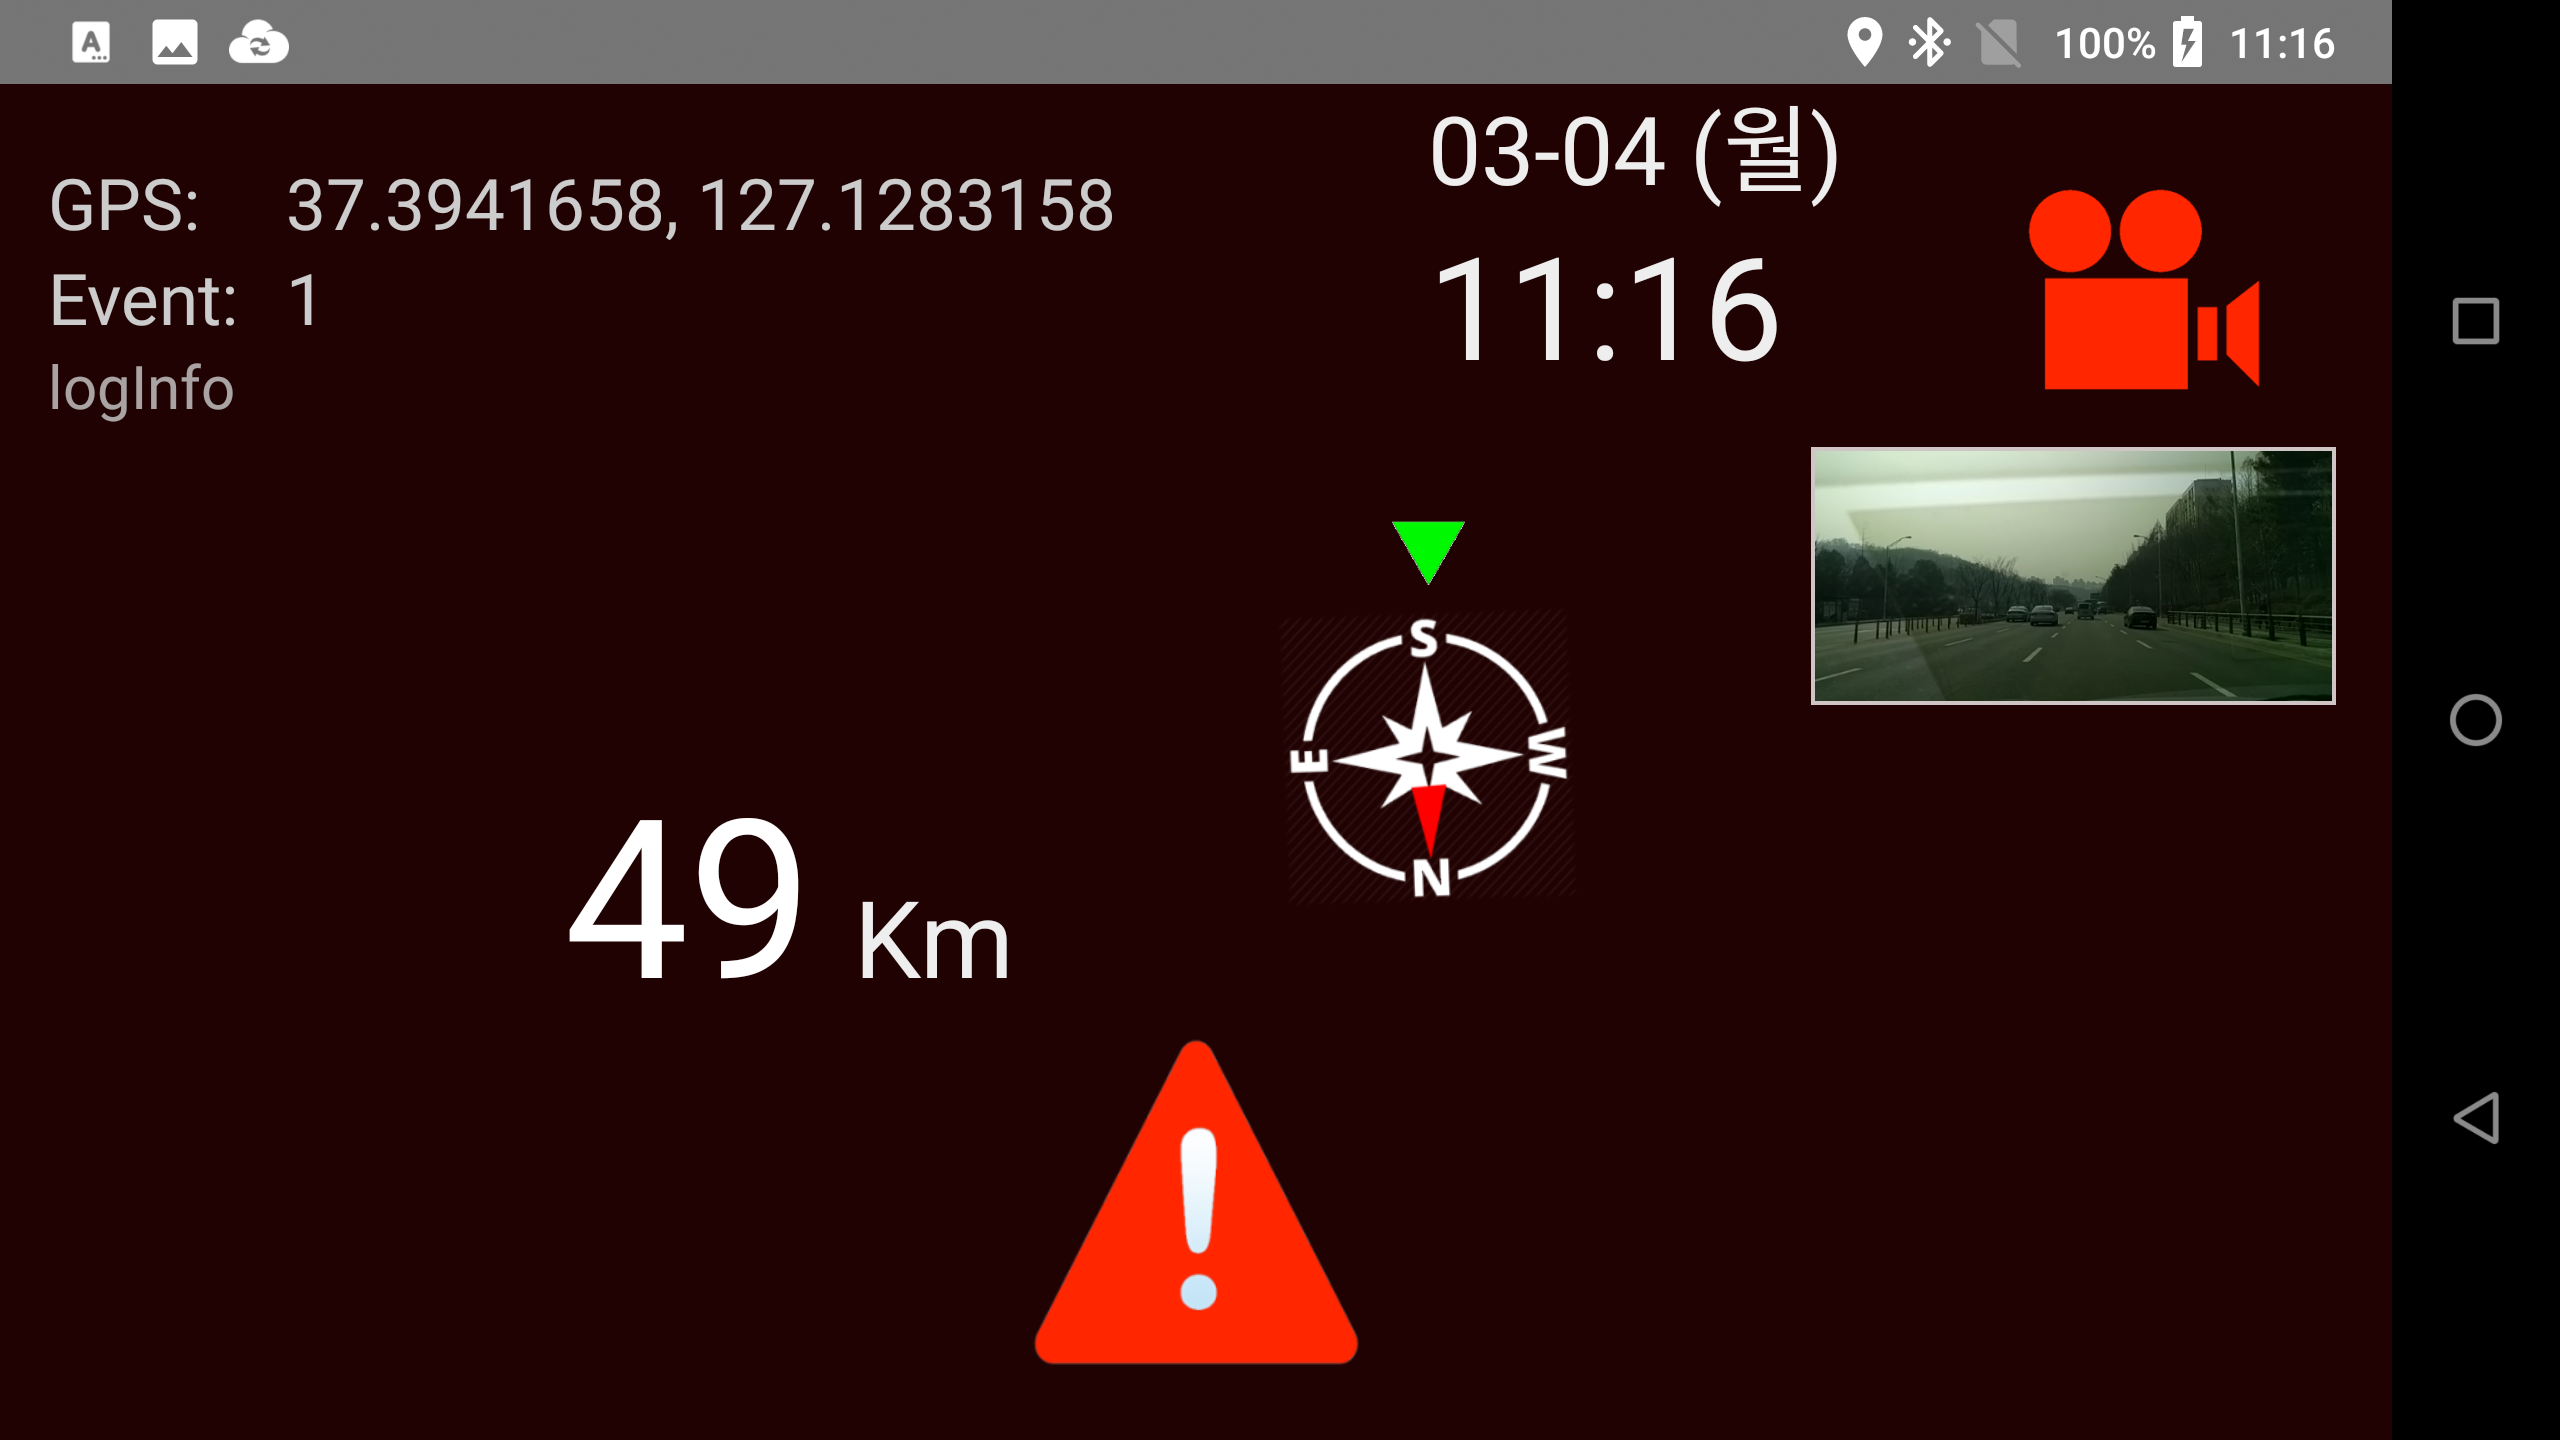 100% 11:16
03-04 (월)
GPS: 37.3941658, 127.1283158
11:16
Event: 1
logInfo
S
E
W
N
49 Km